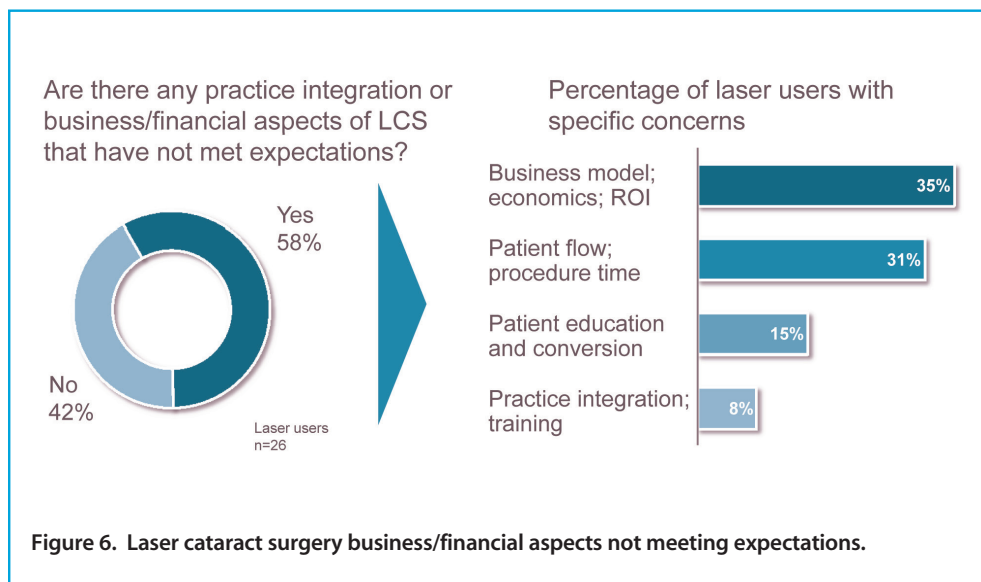 Are there any practice integration or
business/financial aspects of LCS
that have not met expectations?
Yes
58%
No
42%
Laser users
n=26
Percentage of laser users with
specific concerns
Business model;
economics; ROI
35%
Patient flow;
procedure time
31%
Patient education
and conversion
15%
Practice integration;
training
8%
Figure 6. Laser cataract surgery business/financial aspects not meeting expectations.